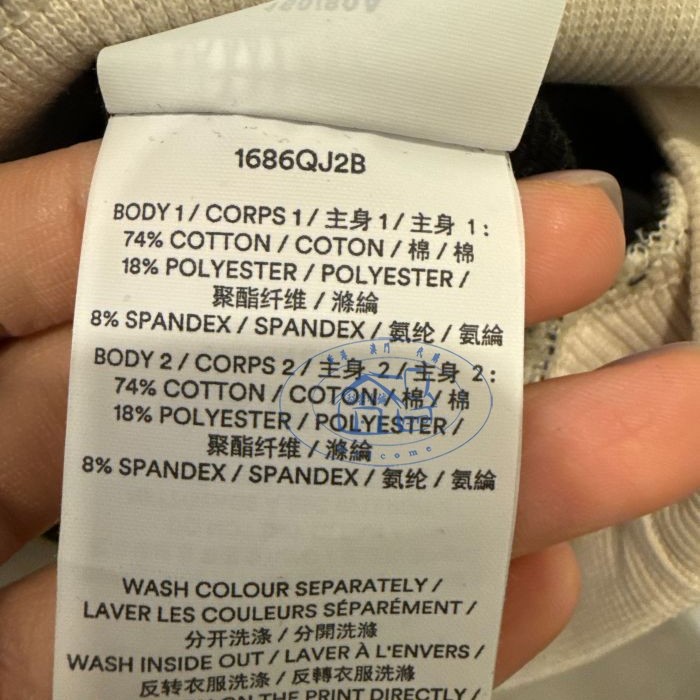 1686QJ2B
BODY 1 / CORPS 1 / 主身 1 / 主身 1:
74% COTTON / COTON / 棉 / 棉
18% POLYESTER / POLYESTER /
聚酯纤维 / 滌綸
8% SPANDEX / SPANDEX / 氨纶 / 氨綸
BODY 2 / CORPS 2 / 主身 2 / 主身 2:
74% COTTON / COTON / 棉 / 棉
18% POLYESTER / POLYESTER /
聚酯纤维 / 滌綸
8% SPANDEX / SPANDEX / 氨纶 / 氨綸
WASH COLOUR SEPARATELY /
LAVER LES COULEURS SÉPARÉMENT /
分开洗涤 / 分開洗滌
WASH INSIDE OUT / LAVER À L'ENVERS /
反转衣服洗涤 / 反轉衣服洗滌
ON THE PRINT DIRECTLY /